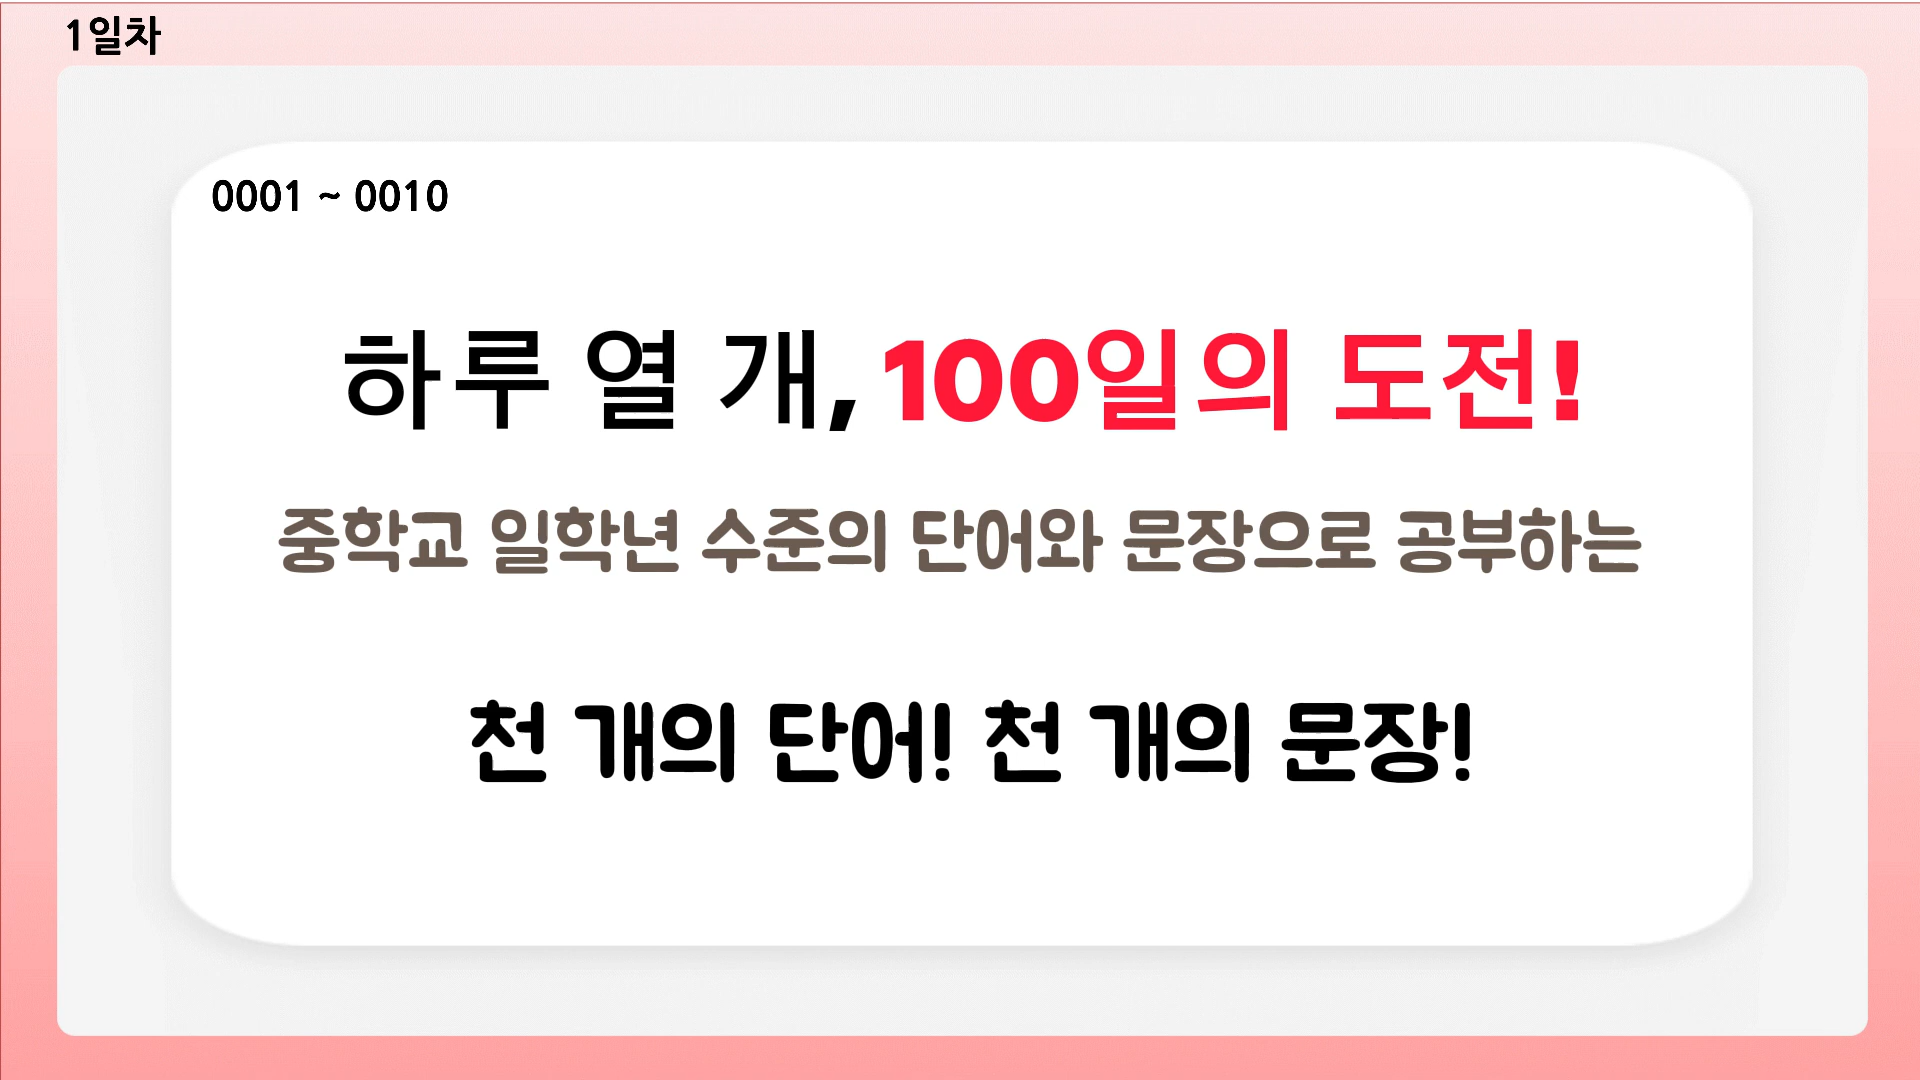 1일차
0001 ~ 0010
하루 열 개, 100일의 도전!
중학교 일학년 수준의 단어와 문장으로 공부하는
천 개의 단어! 천 개의 문장!